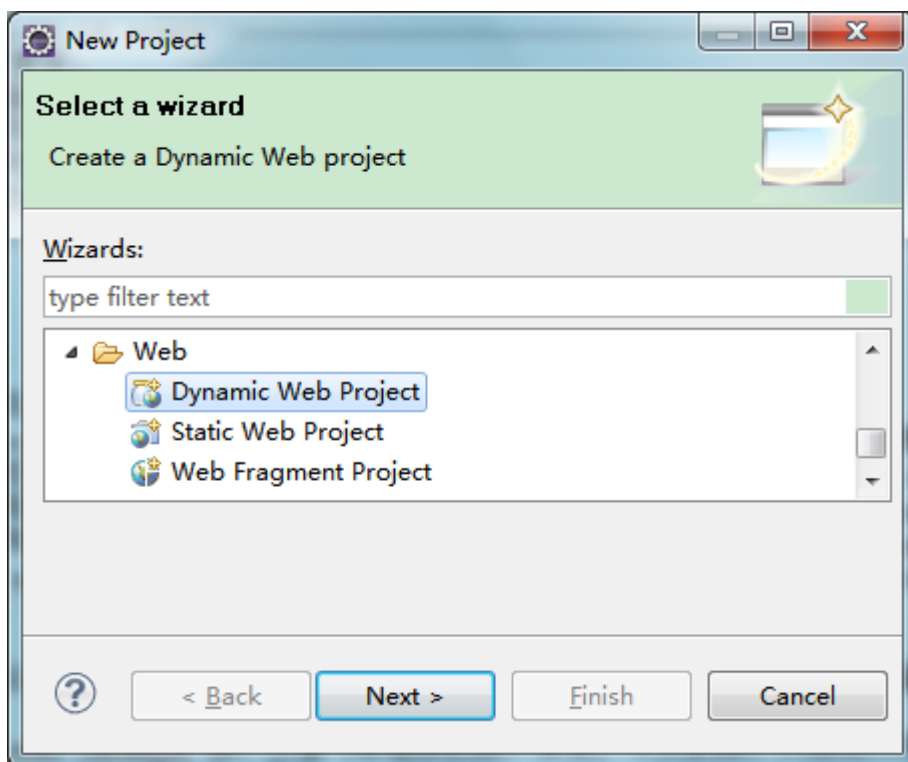 New Project
Select a wizard
Create a Dynamic Web project
Wizards:
type filter text
Web
Dynamic Web Project
Static Web Project
Web Fragment Project
? < Back Next > Finish Cancel